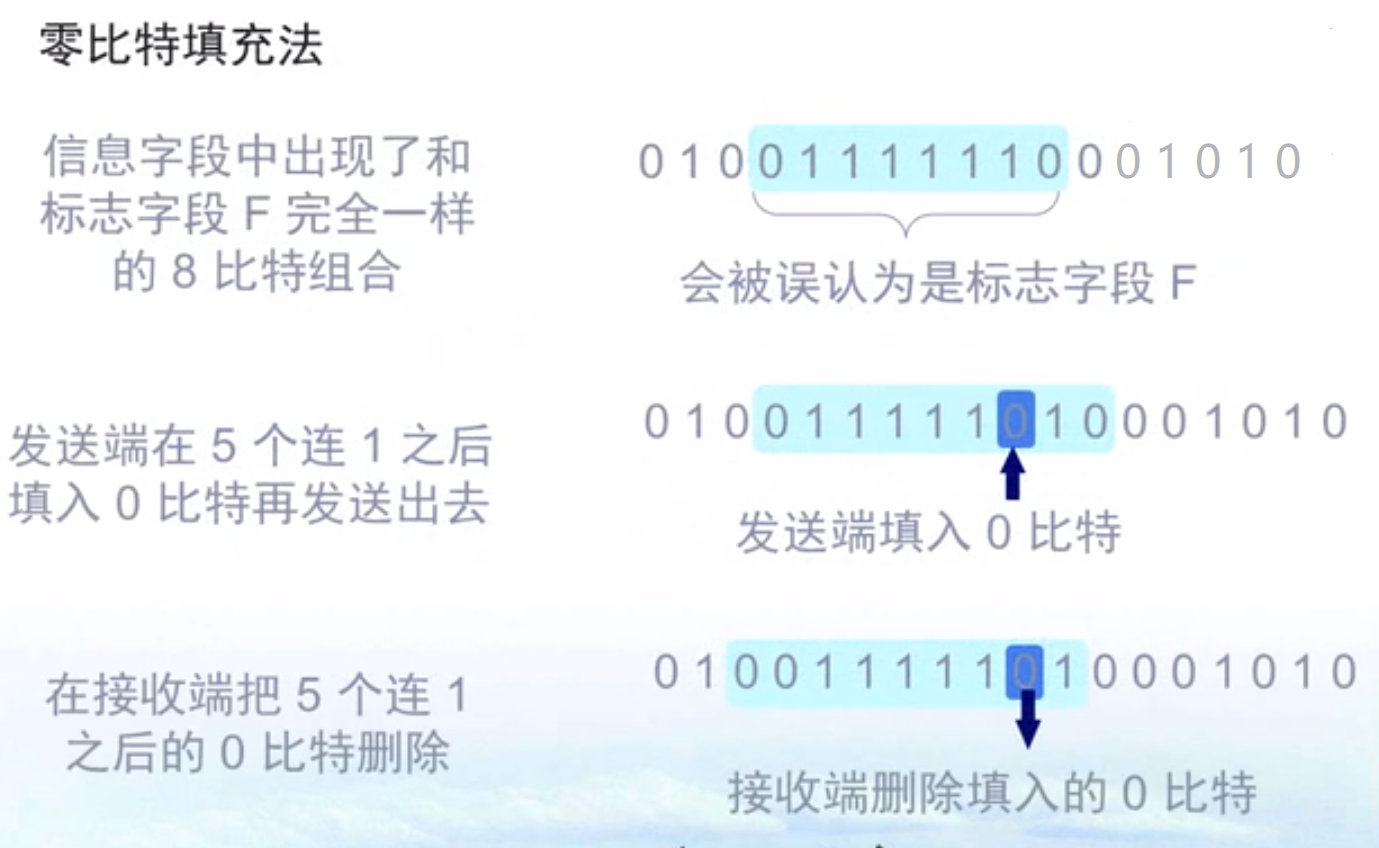 零比特填充法
信息字段中出现了和
标志字段 F 完全一样
的 8 比特组合
0 1 0 0 1 1 1 1 1 1 0 0 0 1 0 1 0
会被误认为是标志字段 F
发送端在 5 个连 1 之后
填入 0 比特再发送出去
0 1 0 0 1 1 1 1 1 0 1 0 0 0 1 0 1 0
发送端填入 0 比特
在接收端把 5 个连 1
之后的 0 比特删除
0 1 0 0 1 1 1 1 1 0 1 0 0 0 1 0 1 0
接收端删除填入的 0 比特